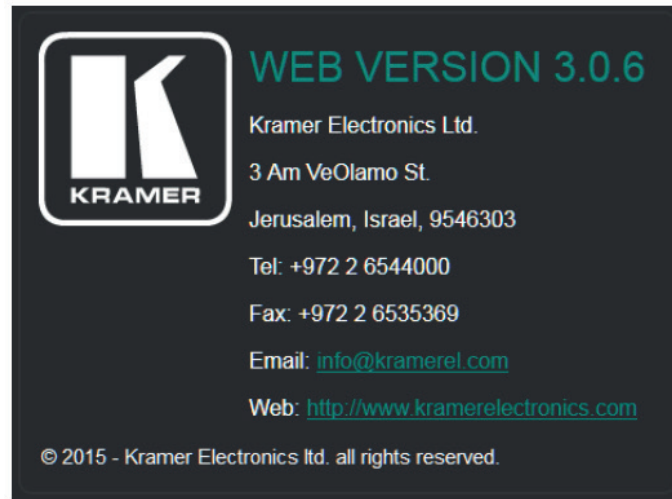 KRAMER
WEB VERSION 3.0.6
Kramer Electronics Ltd.
3 Am VeOlamo St.
Jerusalem, Israel, 9546303
Tel: +972 2 6544000
Fax: +972 2 6535369
Email: info@kramerel.com
Web: http://www.kramerelectronics.com
© 2015 - Kramer Electronics ltd. all rights reserved.